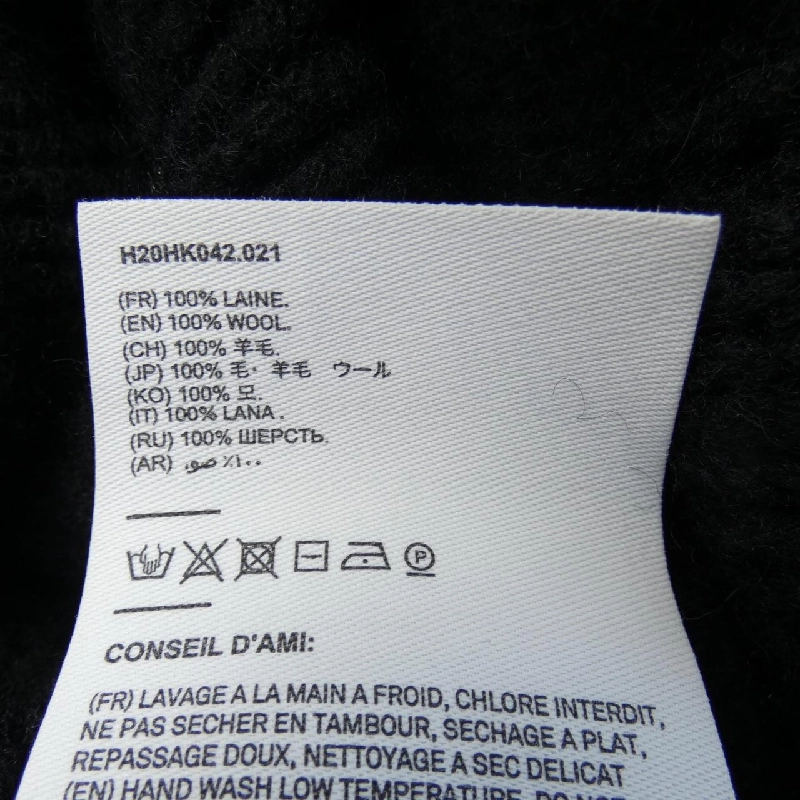 H20HK042.021
(FR) 100% LAINE.
(EN) 100% WOOL.
(CH) 100% 羊毛.
(JP) 100% 毛· 羊毛 ウール
(KO) 100% 모.
(IT) 100% LANA .
(RU) 100% ШЕРСТЬ.
(AR) ١٠٠٪ صو
P
CONSEIL D'AMI:
(FR) LAVAGE A LA MAIN A FROID, CHLORE INTERDIT,
NE PAS SECHER EN TAMBOUR, SECHAGE A PLAT,
REPASSAGE DOUX, NETTOYAGE A SEC DELICAT
(EN) HAND WASH LOW TEMPERATURE, DO NOT